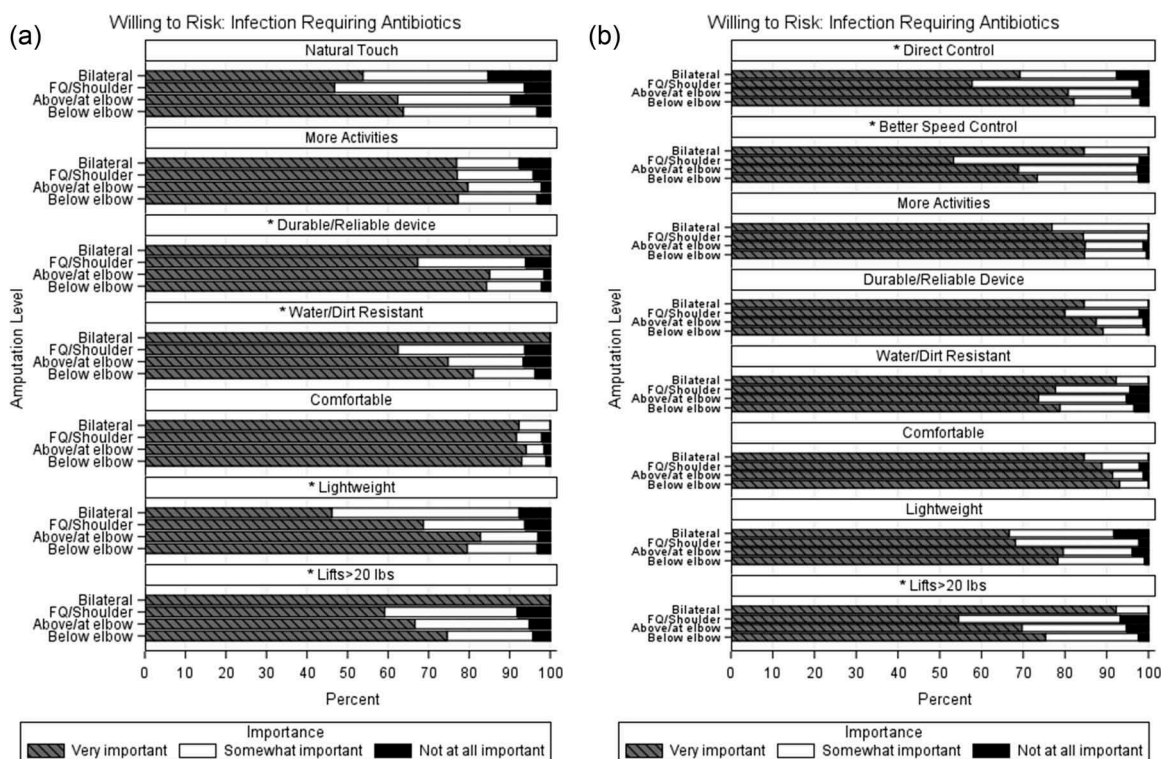 (a)
Willing to Risk: Infection Requiring Antibiotics
Amputation Level
Natural Touch
Bilateral
FQ/Shoulder
Above/at elbow
Below elbow
More Activities
Bilateral
FQ/Shoulder
Above/at elbow
Below elbow
* Durable/Reliable device
Bilateral
FQ/Shoulder
Above/at elbow
Below elbow
* Water/Dirt Resistant
Bilateral
FQ/Shoulder
Above/at elbow
Below elbow
Comfortable
Bilateral
FQ/Shoulder
Above/at elbow
Below elbow
* Lightweight
Bilateral
FQ/Shoulder
Above/at elbow
Below elbow
* Lifts>20 lbs
Bilateral
FQ/Shoulder
Above/at elbow
Below elbow
0 10 20 30 40 50 60 70 80 90 100
Percent
Importance
Very important Somewhat important Not at all important
(b)
Willing to Risk: Infection Requiring Antibiotics
Amputation Level
* Direct Control
Bilateral
FQ/Shoulder
Above/at elbow
Below elbow
* Better Speed Control
Bilateral
FQ/Shoulder
Above/at elbow
Below elbow
More Activities
Bilateral
FQ/Shoulder
Above/at elbow
Below elbow
Durable/Reliable Device
Bilateral
FQ/Shoulder
Above/at elbow
Below elbow
Water/Dirt Resistant
Bilateral
FQ/Shoulder
Above/at elbow
Below elbow
Comfortable
Bilateral
FQ/Shoulder
Above/at elbow
Below elbow
Lightweight
Bilateral
FQ/Shoulder
Above/at elbow
Below elbow
* Lifts>20 lbs
Bilateral
FQ/Shoulder
Above/at elbow
Below elbow
0 10 20 30 40 50 60 70 80 90 100
Percent
Importance
Very important Somewhat important Not at all important